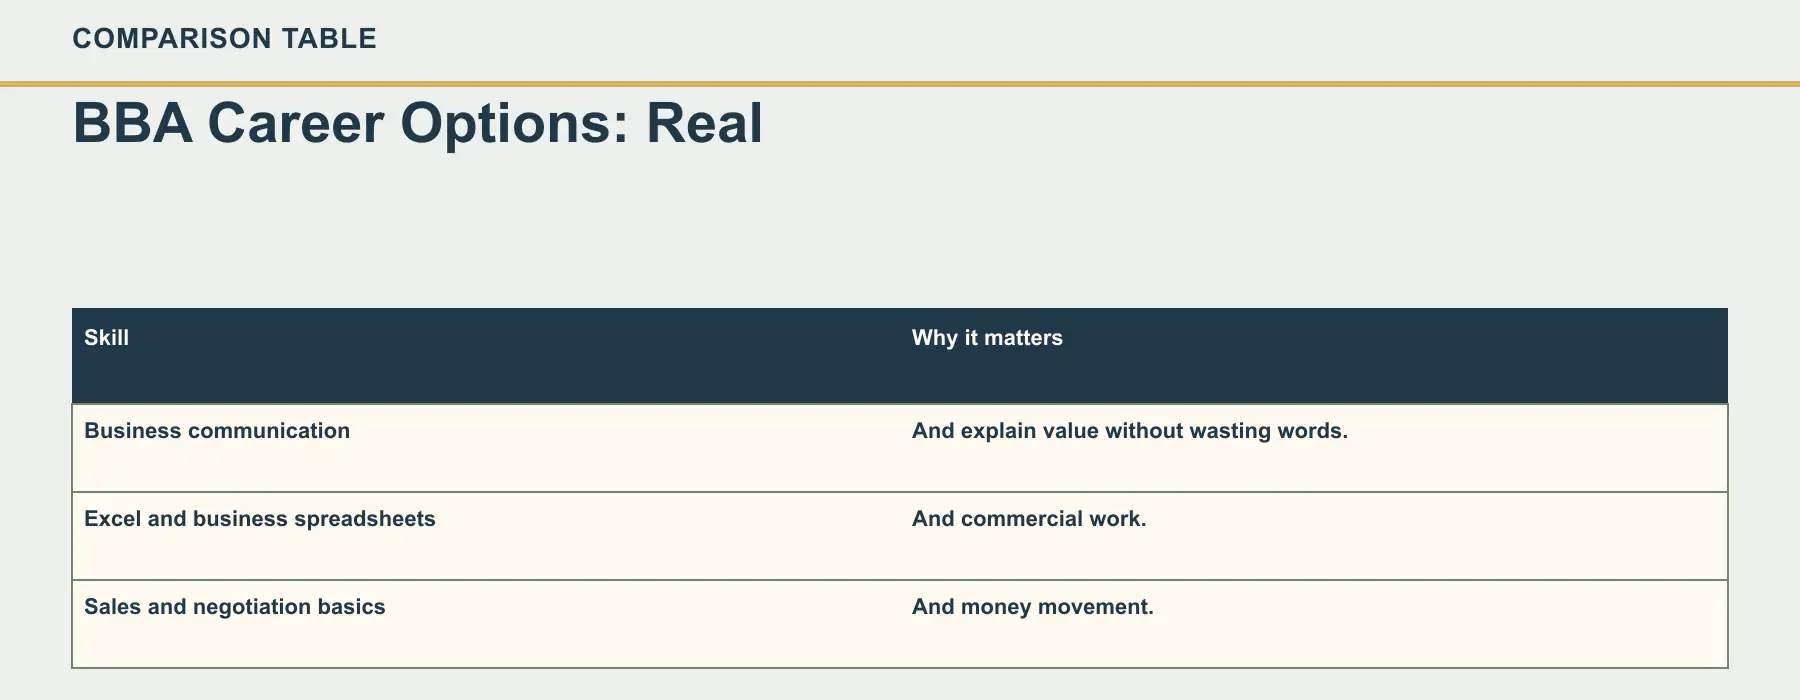 COMPARISON TABLE
BBA Career Options: Real
Skill Why it matters
Business communication And explain value without wasting words.
Excel and business spreadsheets And commercial work.
Sales and negotiation basics And money movement.